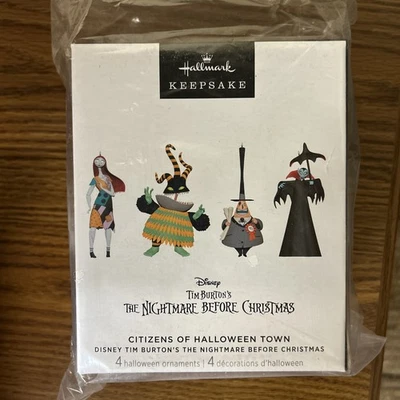 Hallmark
KEEPSAKE
Disney
TIM BURTON'S
THE NIGHTMARE BEFORE CHRISTMAS
CITIZENS OF HALLOWEEN TOWN
DISNEY TIM BURTON'S THE NIGHTMARE BEFORE CHRISTMAS
4 halloween ornaments | 4 décorations d'halloween